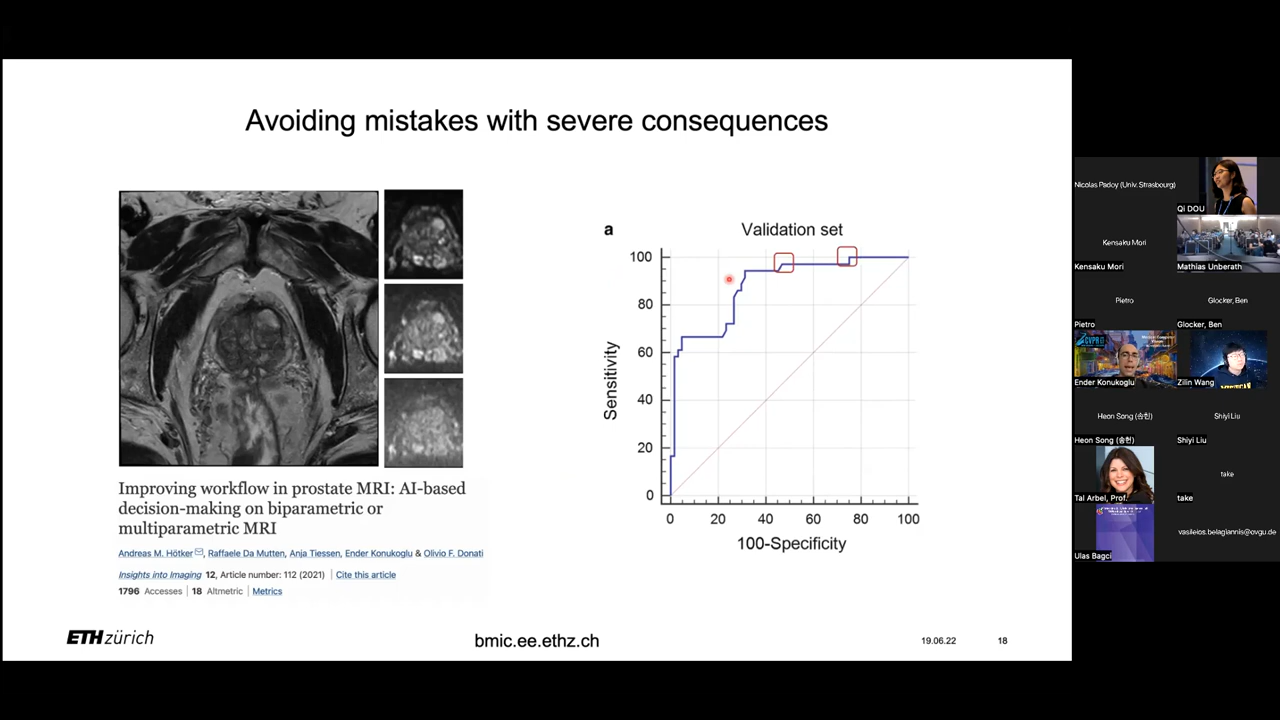 Avoiding mistakes with severe consequences
Improving workflow in prostate MRI: AI-based
decision-making on biparametric or
multiparametric MRI
Andreas M. Hötker, Raffaele Da Mutten, Anja Tiessen, Ender Konukoglu & Olivio F. Donati
Insights into Imaging 12, Article number: 112 (2021) | Cite this article
1796 Accesses | 18 Altmetric | Metrics
a
Validation set
Sensitivity
100
80
60
40
20
0
0 20 40 60 80 100
100-Specificity
ETH zürich
bmic.ee.ethz.ch
19.06.22
18
Nicolas Padoy (Univ. Strasbourg)
Qi DOU
Kensaku Mori
Kensaku Mori
Mathias Unberath
Pietro
Glocker, Ben
Pietro
Glocker, Ben
CVPR
Ender Konukoglu
Zilin Wang
Heon Song (송헌)
Shiyi Liu
Heon Song (송헌)
Shiyi Liu
take
Tal Arbel, Prof.
take
vasileios.belagiannis@ovgu.de
Ulas Bagci